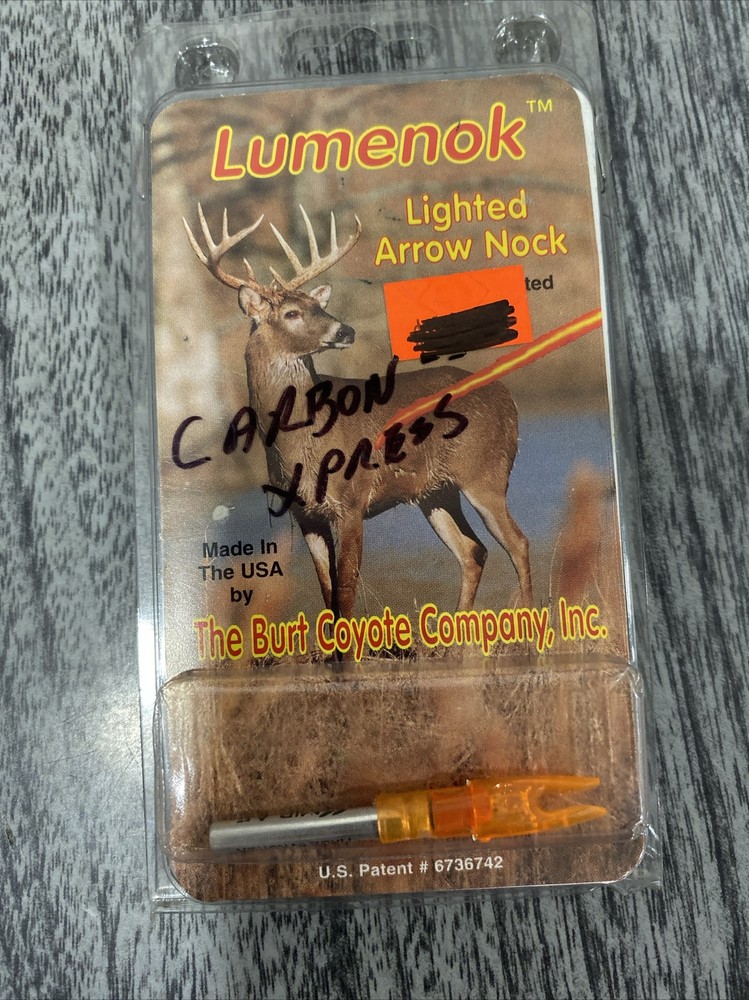 Lumenok™
Lighted
Arrow Nock
ted
CARBON
XPRESS
Made In
The USA
by
The Burt Coyote Company, Inc.
U.S. Patent # 6736742